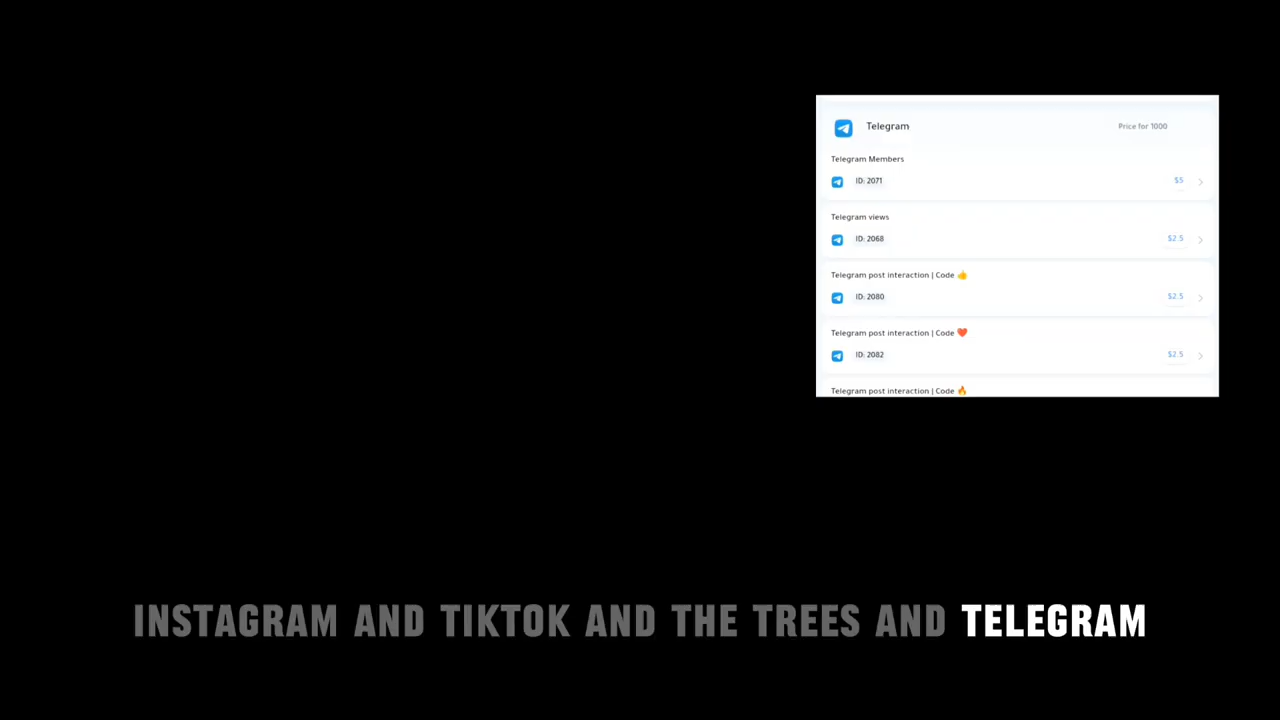 Telegram
Price for 1000
Telegram Members
ID: 2071
$5
Telegram views
ID: 2068
$2.5
Telegram post interaction | Code 👍
ID: 2080
$2.5
Telegram post interaction | Code ❤️
ID: 2082
$2.5
Telegram post interaction | Code 🔥
INSTAGRAM AND TIKTOK AND THE TREES AND TELEGRAM